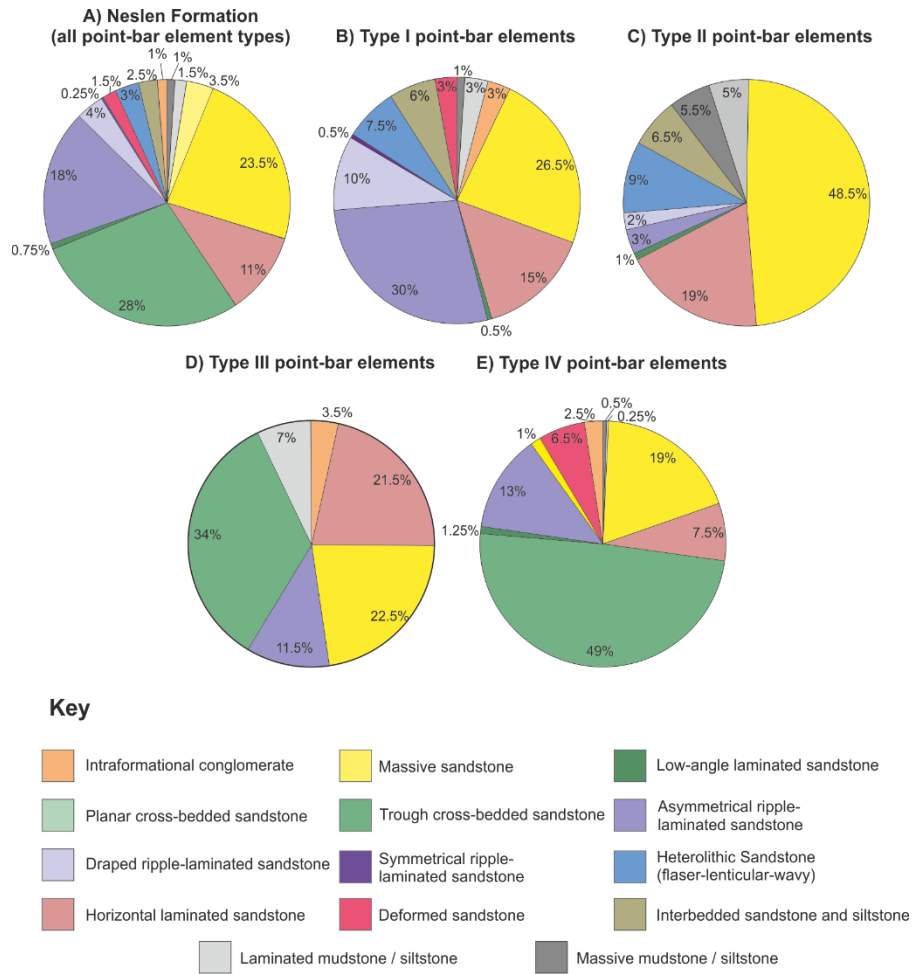 A) Neslen Formation
(all point-bar element types)
1%
1%
1.5%
3.5%
23.5%
11%
28%
0.75%
18%
4%
0.25%
1.5%
3%
2.5%
B) Type I point-bar elements
1%
3%
3%
26.5%
15%
0.5%
30%
10%
0.5%
7.5%
6%
3%
C) Type II point-bar elements
5%
48.5%
19%
1%
3%
2%
9%
6.5%
5.5%
D) Type III point-bar elements
3.5%
21.5%
22.5%
11.5%
34%
7%
E) Type IV point-bar elements
0.5%
0.25%
19%
7.5%
49%
1.25%
13%
1%
6.5%
2.5%
Key
Intraformational conglomerate
Massive sandstone
Low-angle laminated sandstone
Planar cross-bedded sandstone
Trough cross-bedded sandstone
Asymmetrical ripple-
laminated sandstone
Draped ripple-laminated sandstone
Symmetrical ripple-
laminated sandstone
Heterolithic Sandstone
(flaser-lenticular-wavy)
Horizontal laminated sandstone
Deformed sandstone
Interbedded sandstone and siltstone
Laminated mudstone / siltstone
Massive mudstone / siltstone